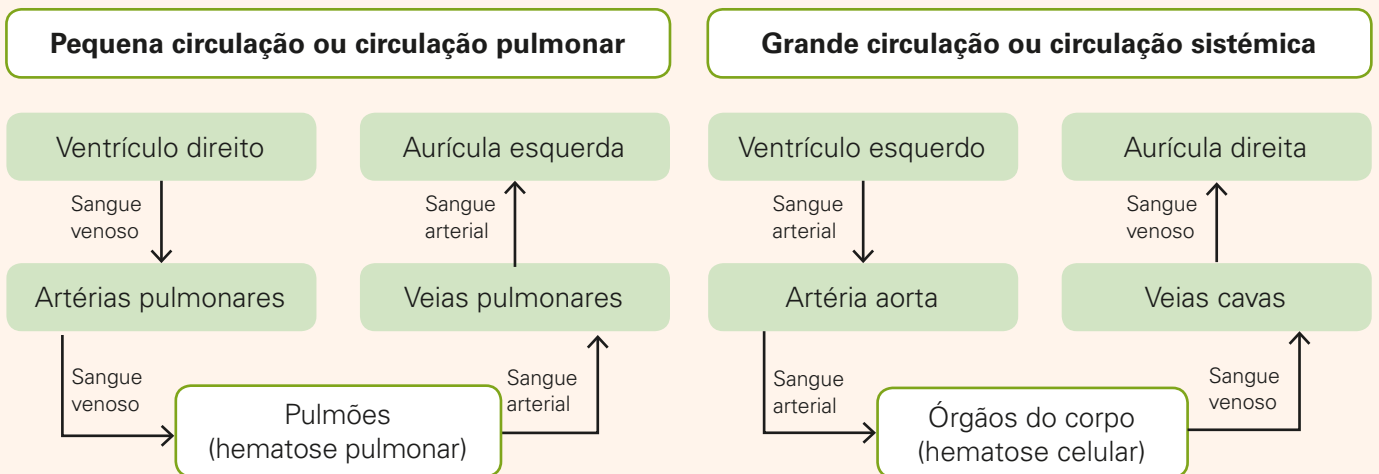 Pequena circulação ou circulação pulmonar
Ventrículo direito
Sangue
venoso
Artérias pulmonares
Sangue
venoso
Pulmões
(hematose pulmonar)
Sangue
arterial
Veias pulmonares
Sangue
arterial
Aurícula esquerda
Grande circulação ou circulação sistémica
Ventrículo esquerdo
Sangue
arterial
Artéria aorta
Sangue
arterial
Órgãos do corpo
(hematose celular)
Sangue
venoso
Veias cavas
Sangue
venoso
Aurícula direita